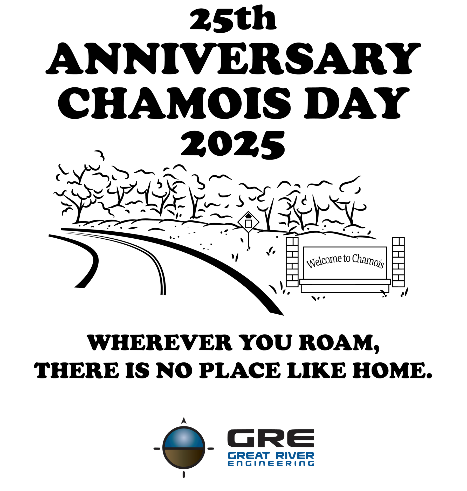 25th
ANNIVERSARY
CHAMOIS DAY
2025
Welcome to Chamois
WHEREVER YOU ROAM,
THERE IS NO PLACE LIKE HOME.
GRE
GREAT RIVER
ENGINEERING